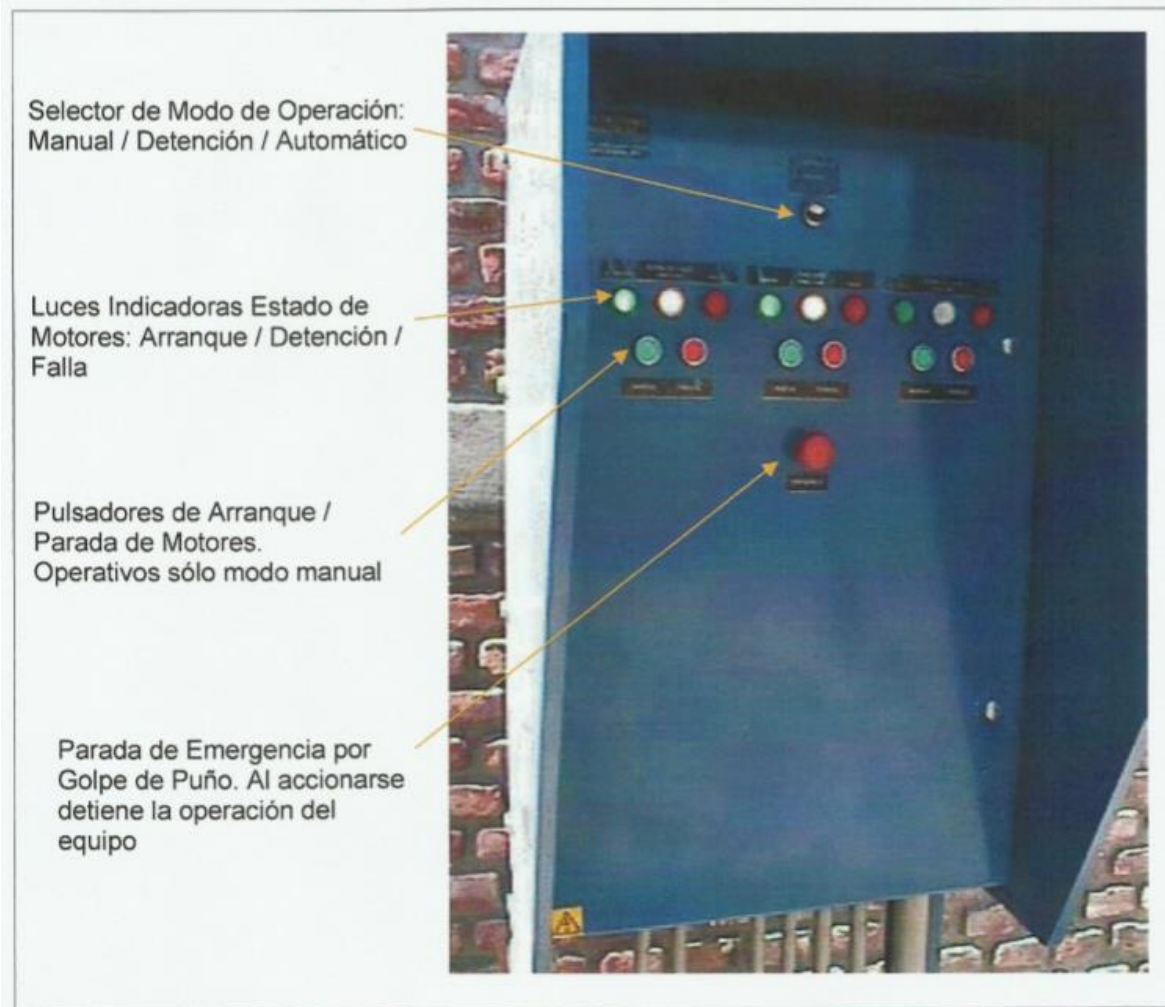 Selector de Modo de Operación:
Manual / Detención / Automático
Luces Indicadoras Estado de
Motores: Arranque / Detención /
Falla
Pulsadores de Arranque /
Parada de Motores.
Operativos sólo modo manual
Parada de Emergencia por
Golpe de Puño. Al accionarse
detiene la operación del
equipo